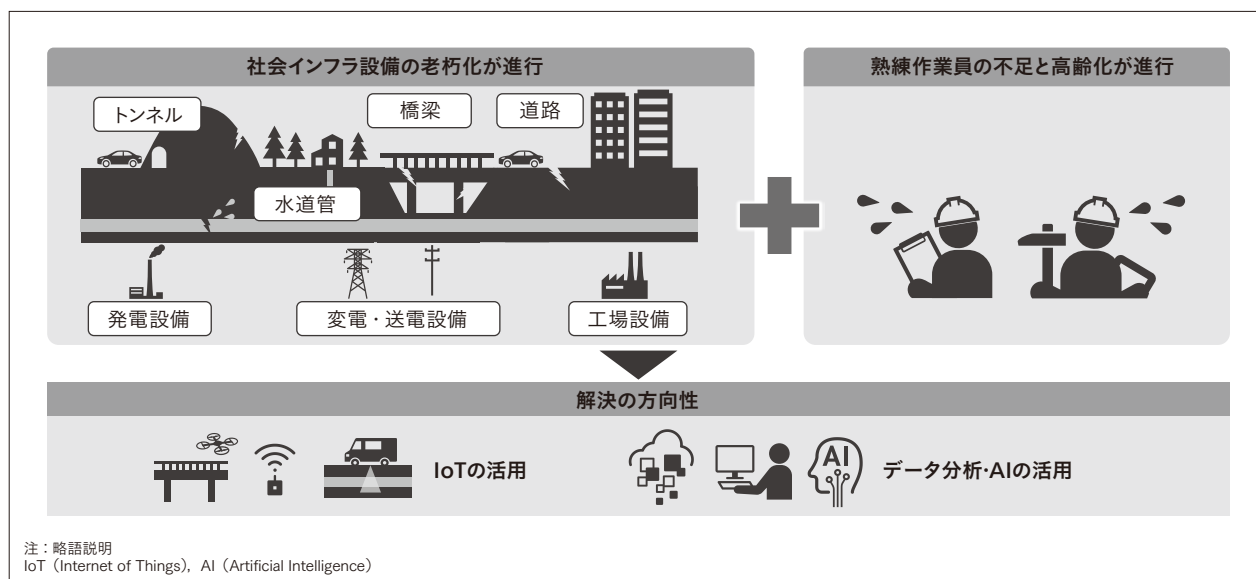 社会インフラ設備の老朽化が進行
トンネル
橋梁
道路
水道管
発電設備
変電・送電設備
工場設備
熟練作業員の不足と高齢化が進行
解決の方向性
IoTの活用
AI
データ分析・AIの活用
注：略語説明
IoT（Internet of Things），AI（Artificial Intelligence）